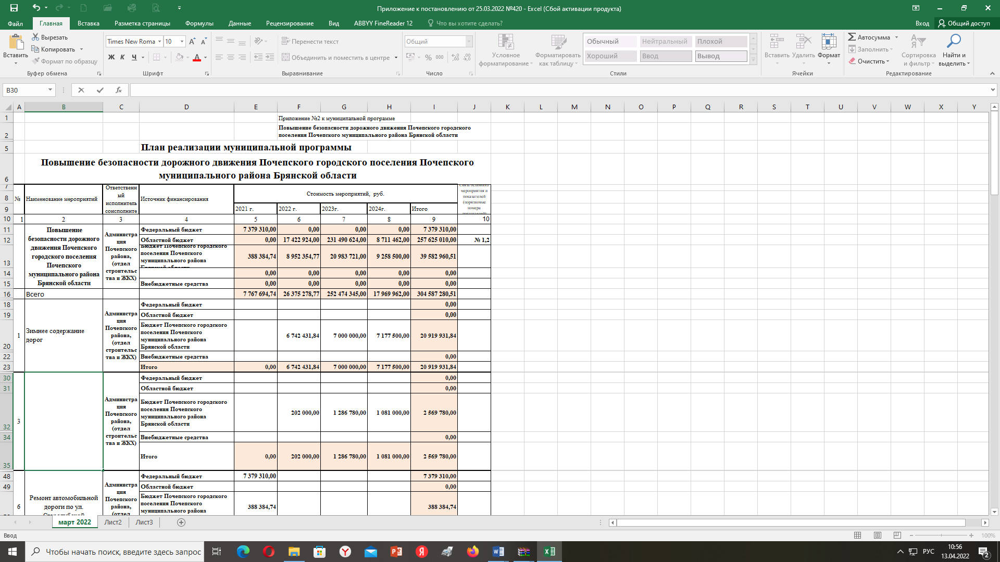 Приложение к постановлению от 25.03.2022 №420 - Excel (Сбой активации продукта)
Файл Главная Вставка Разметка страницы Формулы Данные Рецензирование Вид ABBYY FineReader 12 Что вы хотите сделать? Вход Общий доступ
Вставить
Вырезать
Копировать
Формат по образцу
Буфер обмена
Times New Roma 10
Ж К Ч
Шрифт
Перенести текст
Объединить и поместить в центре
Выравнивание
Общий
% 000
Число
Условное форматирование
Форматировать как таблицу
Обычный Нейтральный Плохой
Хороший Ввод Вывод
Стили
Вставить Удалить Формат
Ячейки
Автосумма
Заполнить
Очистить
Сортировка и фильтр
Найти и выделить
Редактирование
B30
A B C D E F G H I J K L M N O P Q R S T U V W X Y
1 Приложение №2 к муниципальной программе
Повышение безопасности дорожного движения Почепского городского
2 поселения Почепского муниципального района Брянской области
5 План реализации муниципальной программы
Повышение безопасности дорожного движения Почепского городского поселения Почепского
6 муниципального района Брянской области
7
8 № Наименование мероприятий Ответственный исполнитель соисполните Источник финансирования Стоимость мероприятий, руб. мероприятия и показателей (порядковые номера
9 2021 г. 2022 г. 2023г. 2024г. Итого
10 1 2 3 4 5 6 7 8 9 10
Повышение безопасности дорожного движения Почепского городского поселения Почепского муниципального района Брянской области
Администрация Почепского района, (отдел строительства и ЖКХ)
11 Федеральный бюджет 7 379 310,00 0,00 0,00 0,00 7 379 310,00
12 Областной бюджет 0,00 17 422 924,00 231 490 624,00 8 711 462,00 257 625 010,00 № 1,2
13 Бюджет Почепского городского поселения Почепского муниципального района Брянской области 388 384,74 8 952 354,77 20 983 721,00 9 258 500,00 39 582 960,51
14 0,00 0,00 0,00 0,00 0,00
15 Внебюджетные средства 0,00 0,00 0,00 0,00 0,00
16 Всего 7 767 694,74 26 375 278,77 252 474 345,00 17 969 962,00 304 587 280,51
1 Зимнее содержание дорог
Администрация Почепского района, (отдел строительства и ЖКХ)
18 Федеральный бюджет 0,00
19 Областной бюджет 0,00
20 Бюджет Почепского городского поселения Почепского муниципального района Брянской области 6 742 431,84 7 000 000,00 7 177 500,00 20 919 931,84
22 Внебюджетные средства 0,00
23 Итого 0,00 6 742 431,84 7 000 000,00 7 177 500,00 20 919 931,84
3 Администрация Почепского района, (отдел строительства и ЖКХ)
30 Федеральный бюджет 0,00
31 Областной бюджет 0,00
32 Бюджет Почепского городского поселения Почепского муниципального района Брянской области 202 000,00 1 286 780,00 1 081 000,00 2 569 780,00
34 Внебюджетные средства 0,00
35 Итого 0,00 202 000,00 1 286 780,00 1 081 000,00 2 569 780,00
6 Ремонт автомобильной дороги по ул.
Администрация Почепского района, (отдел
48 Федеральный бюджет 7 379 310,00 7 379 310,00
49 Областной бюджет 0,00
Бюджет Почепского городского поселения Почепского муниципального района 388 384,74 388 384,74
март 2022 Лист2 Лист3
Ввод 100%
Чтобы начать поиск, введите здесь запрос
РУС 10:56
13.04.2022 2